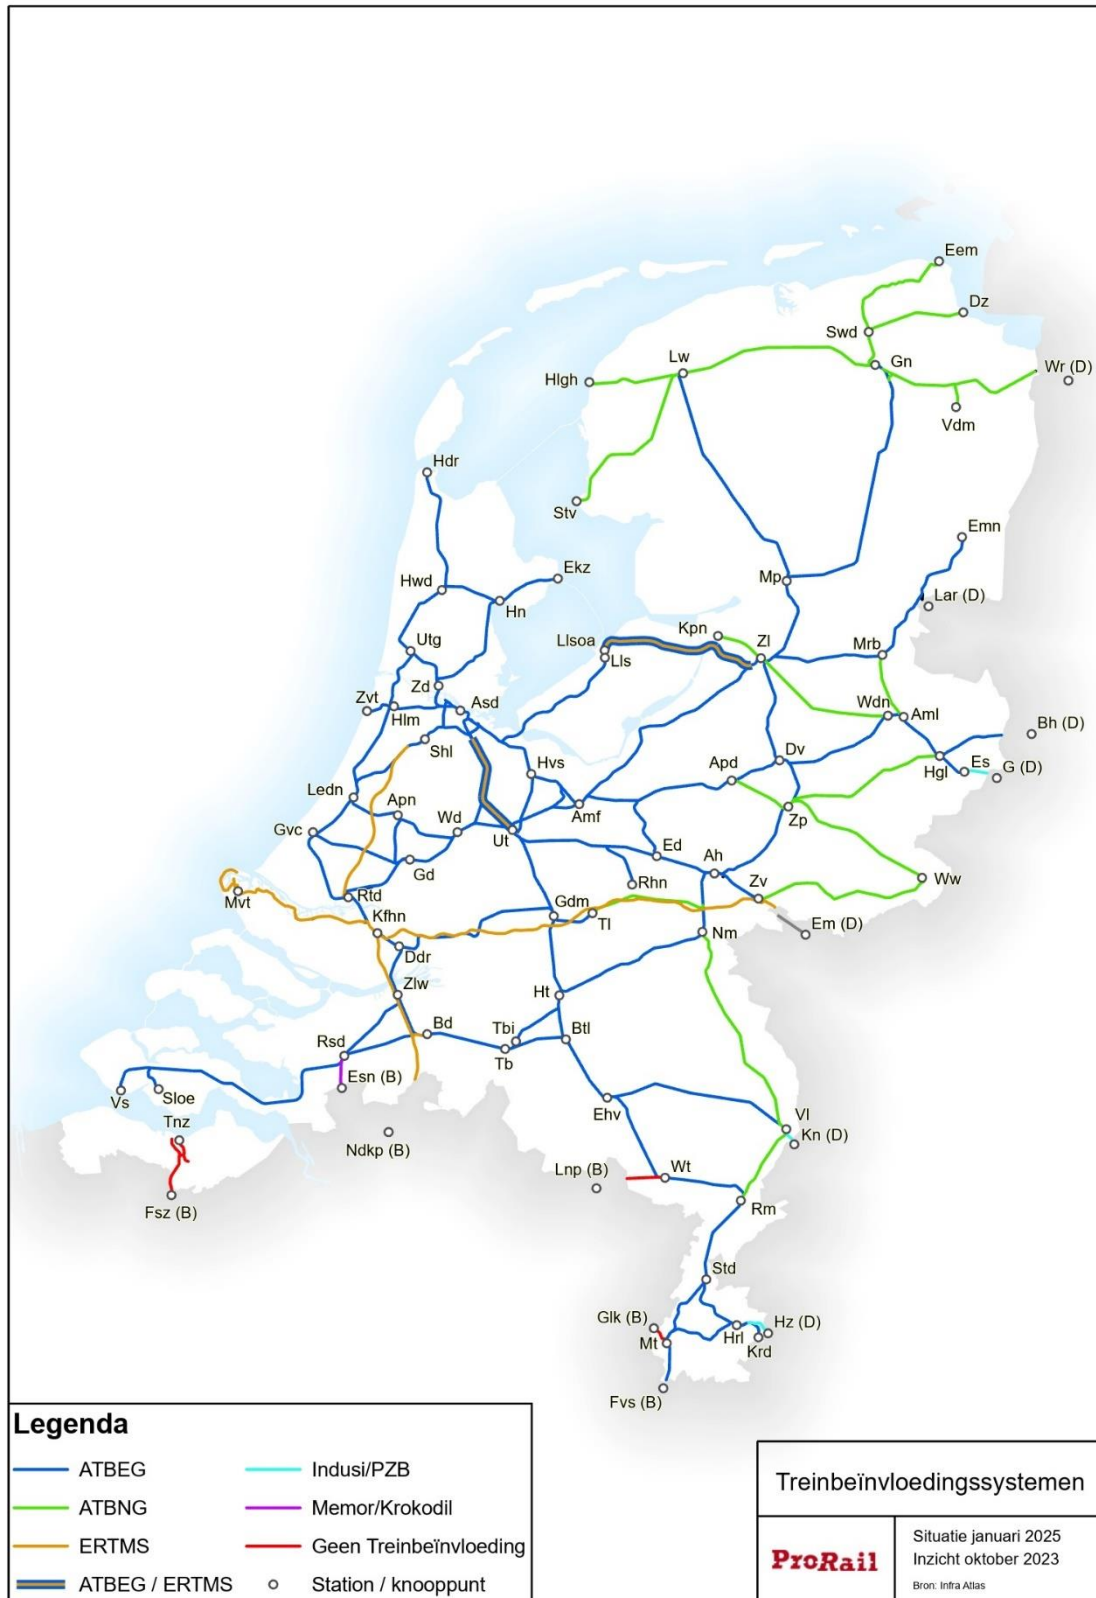 Eem
Dz
Swd
Gn
Lw
Hlgh
Wr (D)
Vdm
Hdr
Stv
Emn
Ekz
Hwd
Mp
Hn
Lar (D)
Kpn
Utg
Llsoa
Zl
Mrb
Lls
Zd
Zvt
Asd
Wdn
Hlm
Aml
Bh (D)
Shl
Dv
Hvs
Apd
Hgl
Es
G (D)
Ledn
Apn
Wd
Amf
Zp
Gvc
Ut
Ed
Ah
Gd
Rhn
Zv
Ww
Mvt
Rtd
Gdm
Tl
Kfhn
Em (D)
Nm
Ddr
Zlw
Ht
Bd
Tbi
Btl
Rsd
Tb
Esn (B)
Vs
Sloe
Ehv
Tnz
Vl
Kn (D)
Ndkp (B)
Lnp (B)
Wt
Fsz (B)
Rm
Std
Glk (B)
Hz (D)
Mt
Hrl
Krd
Fvs (B)
Legenda
ATBEG
Indusi/PZB
ATBNG
Memor/Krokodil
ERTMS
Geen Treinbeïnvloeding
ATBEG / ERTMS
Station / knooppunt
Treinbeïnvloedingssystemen
ProRail
Situatie januari 2025
Inzicht oktober 2023
Bron: Infra Atlas